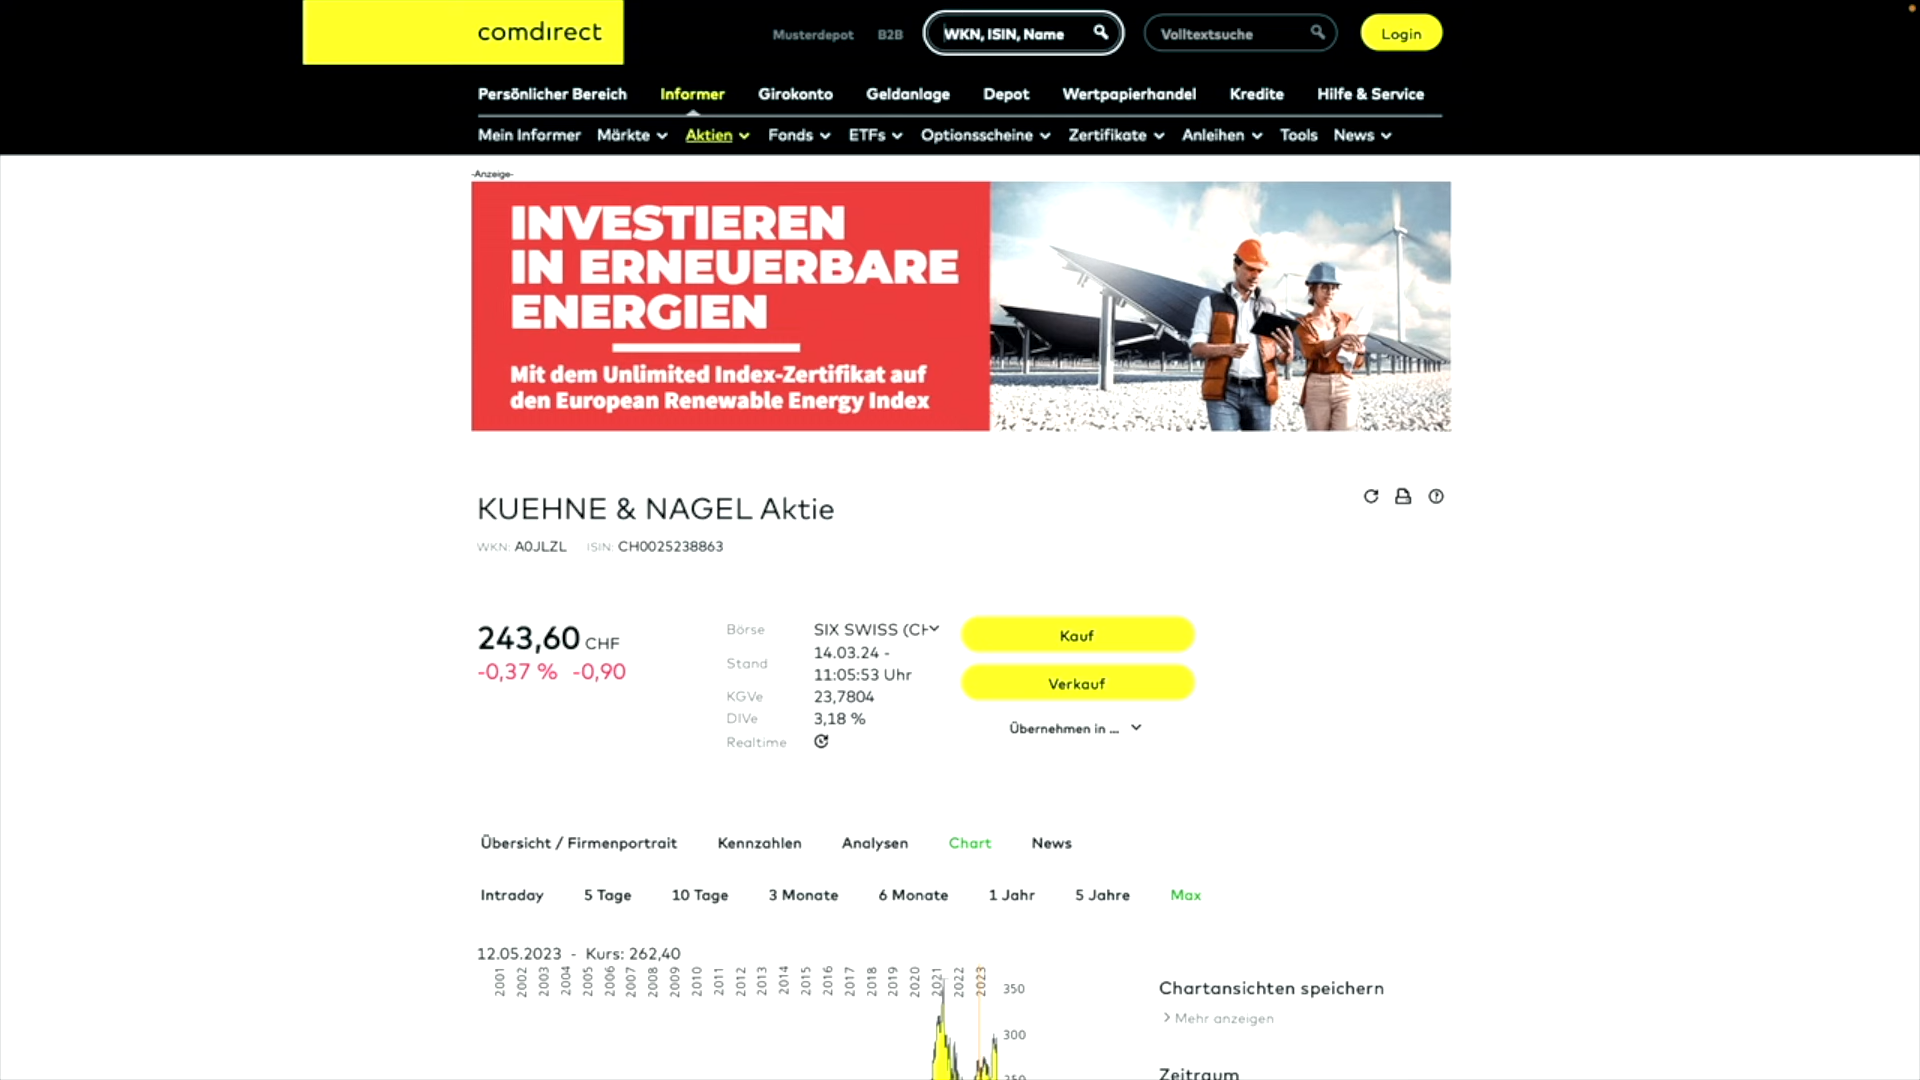 comdirect
Musterdepot B2B WKN, ISIN, Name Volltextsuche Login
Persönlicher Bereich Informer Girokonto Geldanlage Depot Wertpapierhandel Kredite Hilfe & Service
Mein Informer Märkte Aktien Fonds ETFs Optionsscheine Zertifikate Anleihen Tools News
-Anzeige-
INVESTIEREN
IN ERNEUERBARE
ENERGIEN
Mit dem Unlimited Index-Zertifikat auf
den European Renewable Energy Index
KUEHNE & NAGEL Aktie
WKN: A0JLZL ISIN: CH0025238863
243,60 CHF
-0,37 % -0,90
Börse SIX SWISS (CH
Stand 14.03.24 -
11:05:53 Uhr
KGVe 23,7804
DIVe 3,18 %
Realtime
Kauf
Verkauf
Übernehmen in ...
Übersicht / Firmenportrait Kennzahlen Analysen Chart News
Intraday 5 Tage 10 Tage 3 Monate 6 Monate 1 Jahr 5 Jahre Max
12.05.2023 - Kurs: 262,40
2001 2002 2003 2004 2005 2006 2007 2008 2009 2010 2011 2012 2013 2014 2015 2016 2017 2018 2019 2020 2021 2022 2023
350
300
250
Chartansichten speichern
Mehr anzeigen
Zeitraum